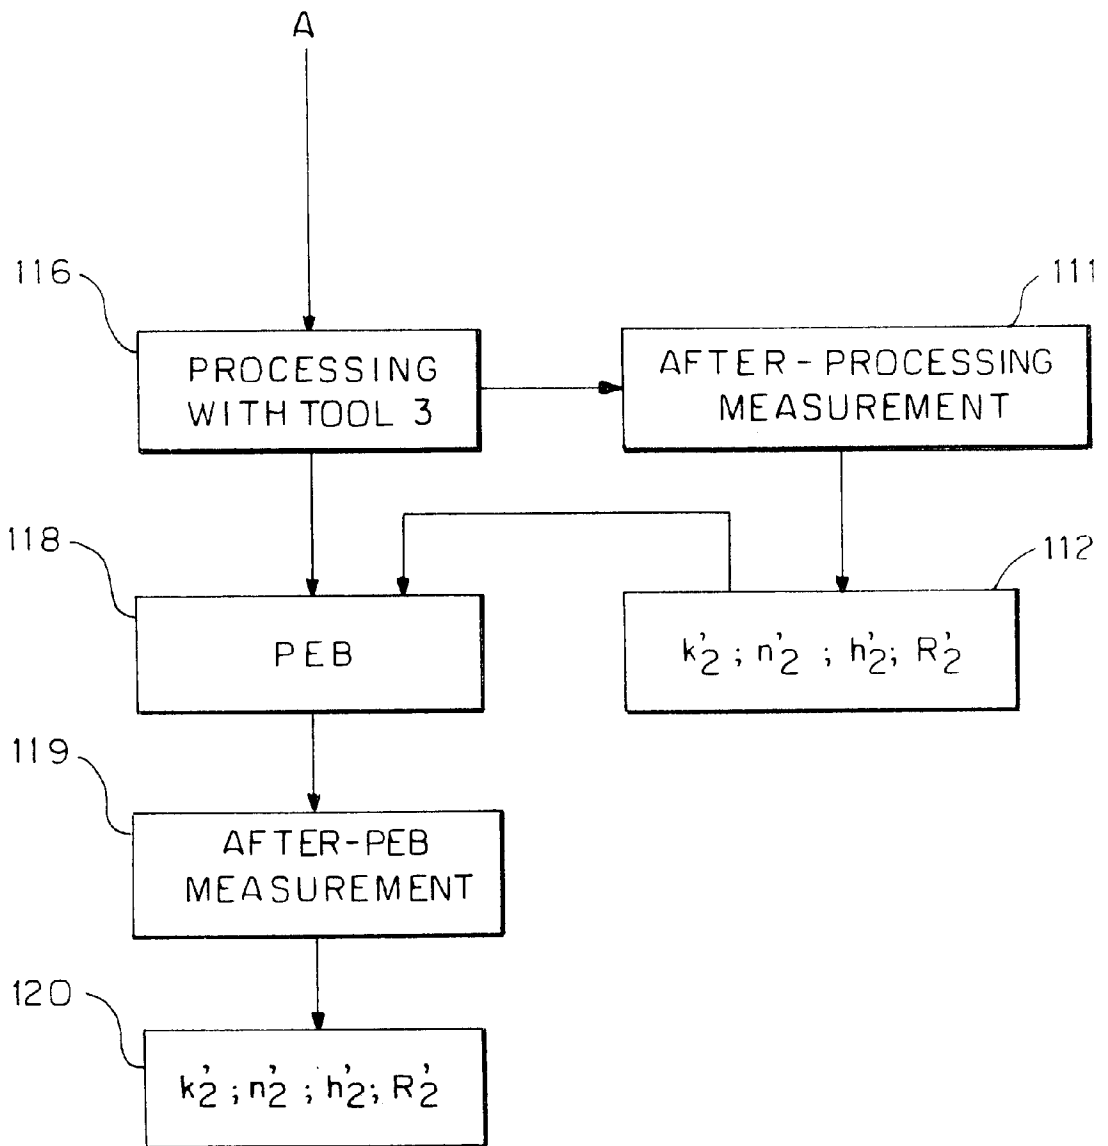 A
116
111
PROCESSING
WITH TOOL 3
AFTER-PROCESSING
MEASUREMENT
118
112
PEB
k'2 ; n'2 ; h'2; R'2
119
AFTER-PEB
MEASUREMENT
120
k'2 ; n'2 ; h'2; R'2